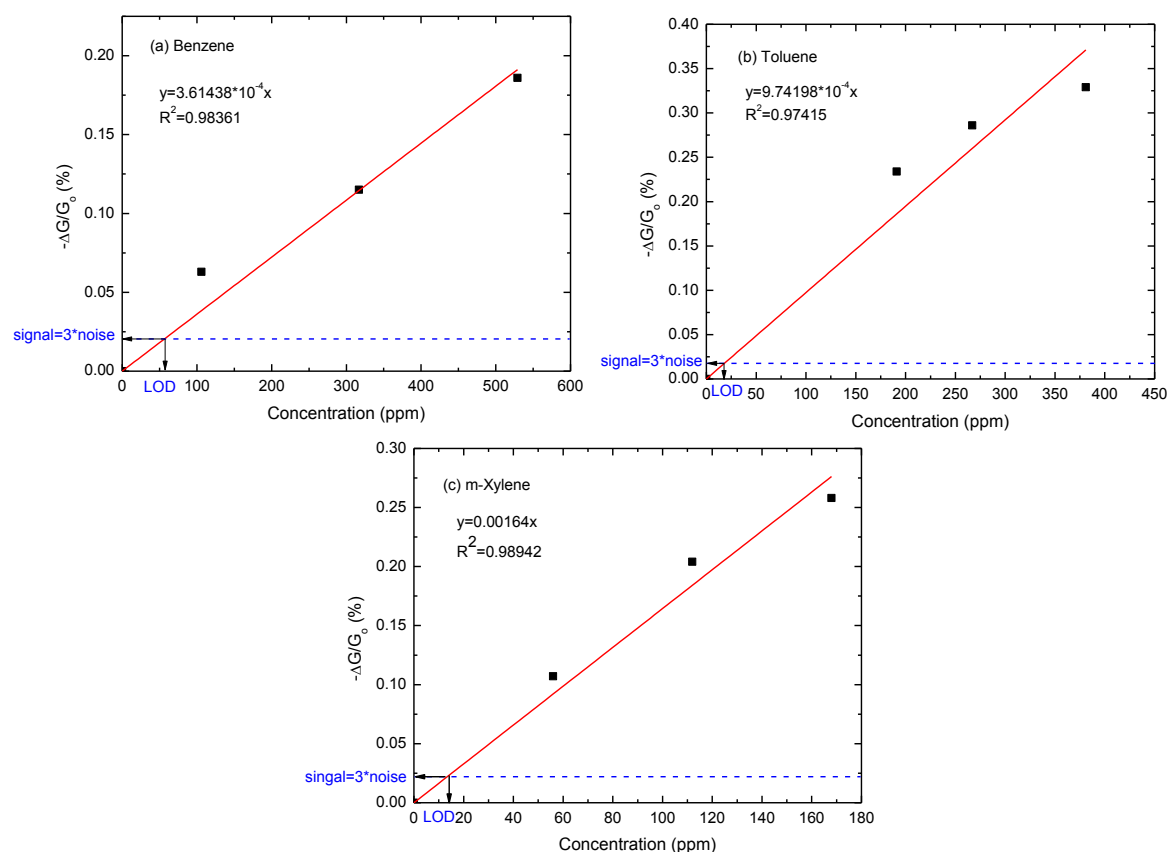 (a) Benzene
y=3.61438*10⁻⁴x
R²=0.98361
0.20
0.15
0.10
0.05
0.00
-ΔG/Gₒ (%)
signal=3*noise
0 100 200 300 400 500 600
LOD
Concentration (ppm)
(b) Toluene
y=9.74198*10⁻⁴x
R²=0.97415
0.40
0.35
0.30
0.25
0.20
0.15
0.10
0.05
0.00
-ΔG/Gₒ (%)
signal=3*noise
0 50 100 150 200 250 300 350 400 450
LOD
Concentration (ppm)
(c) m-Xylene
y=0.00164x
R²=0.98942
0.30
0.25
0.20
0.15
0.10
0.05
0.00
-ΔG/Gₒ (%)
singal=3*noise
0 20 40 60 80 100 120 140 160 180
LOD
Concentration (ppm)